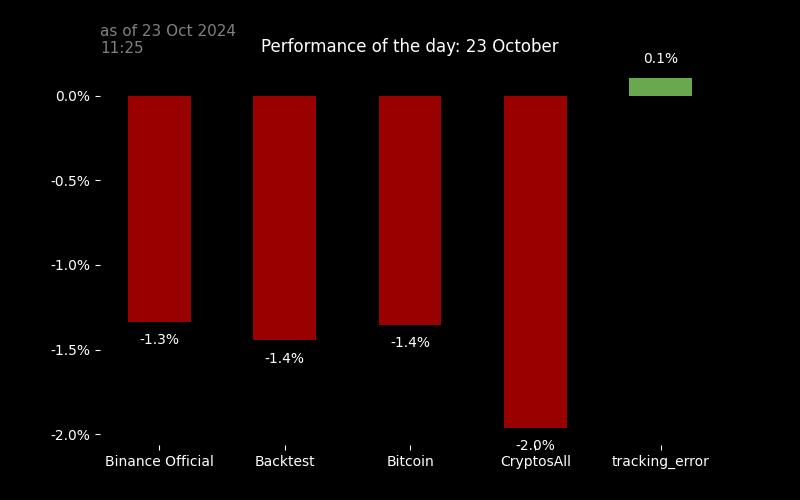 as of 23 Oct 2024
11:25
Performance of the day: 23 October
0.1%
0.0%
-0.5%
-1.0%
-1.5%
-2.0%
-1.3%
-1.4%
-1.4%
-2.0%
Binance Official
Backtest
Bitcoin
CryptosAll
tracking_error